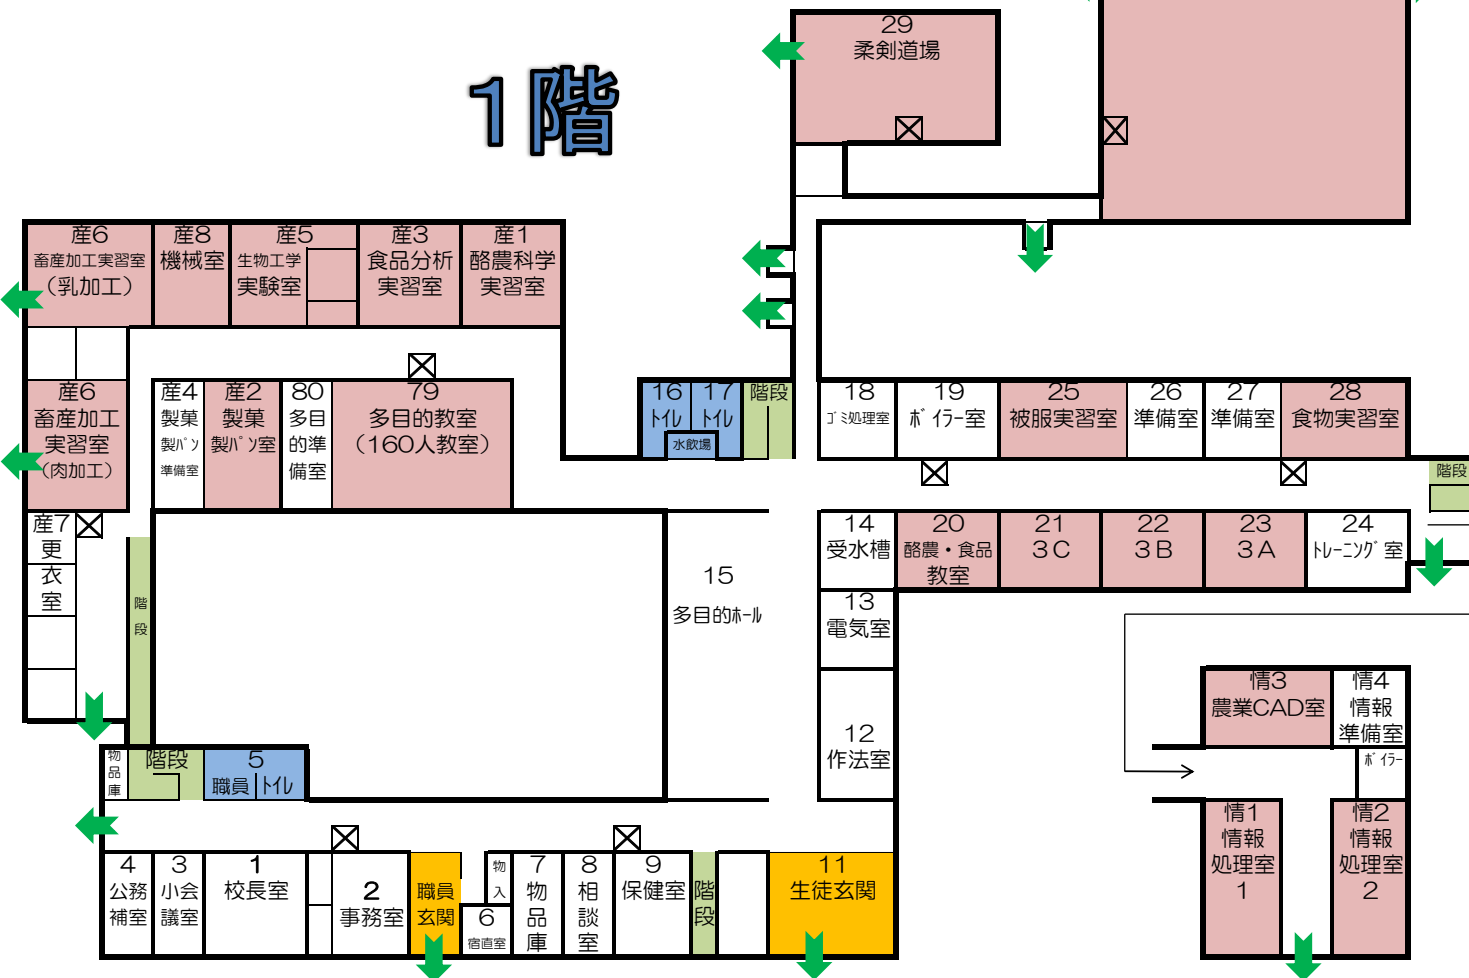 1階
29
柔剣道場
産6
畜産加工実習室
（乳加工）
産8
機械室
産5
生物工学
実験室
産3
食品分析
実習室
産1
酪農科学
実習室
産6
畜産加工
実習室
（肉加工）
産4
製菓
製パン
準備室
産2
製菓
製パン室
80
多目
的準
備室
79
多目的教室
（160人教室）
16
トイレ
17
トイレ
水飲場
階段
18
ゴミ処理室
19
ボイラー室
25
被服実習室
26
準備室
27
準備室
28
食物実習室
階段
産7
更
衣
室
階
段
15
多目的ホール
14
受水槽
20
酪農・食品
教室
21
３Ｃ
22
３Ｂ
23
３Ａ
24
トレーニング室
13
電気室
12
作法室
情3
農業CAD室
情4
情報
準備室
ボイラー
物
品
庫
階段
5
職員
トイレ
情1
情報
処理室
1
情2
情報
処理室
2
4
公務
補室
3
小会
議室
1
校長室
2
事務室
職員
玄関
物
入
6
宿直室
7
物
品
庫
8
相
談
室
9
保健室
階
段
11
生徒玄関